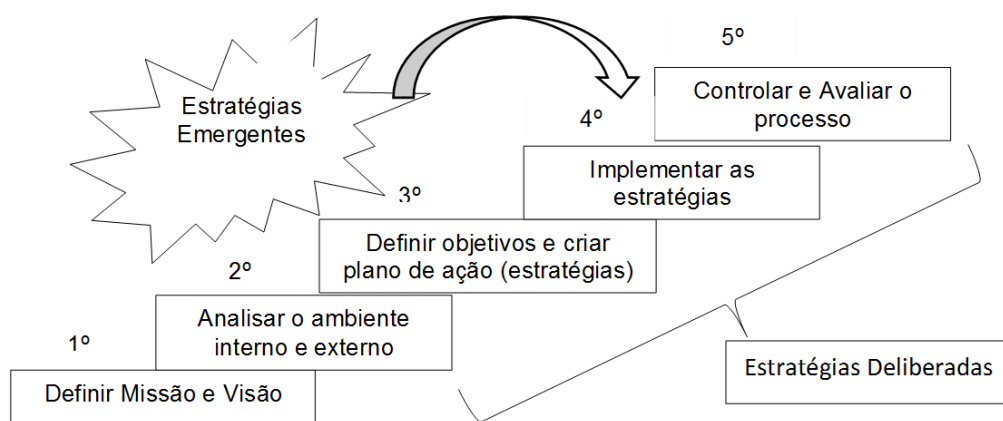 5º
Controlar e Avaliar o
processo
Estratégias
Emergentes
4º
Implementar as
estratégias
3º
Definir objetivos e criar
plano de ação (estratégias)
2º
Analisar o ambiente
interno e externo
1º
Definir Missão e Visão
Estratégias Deliberadas